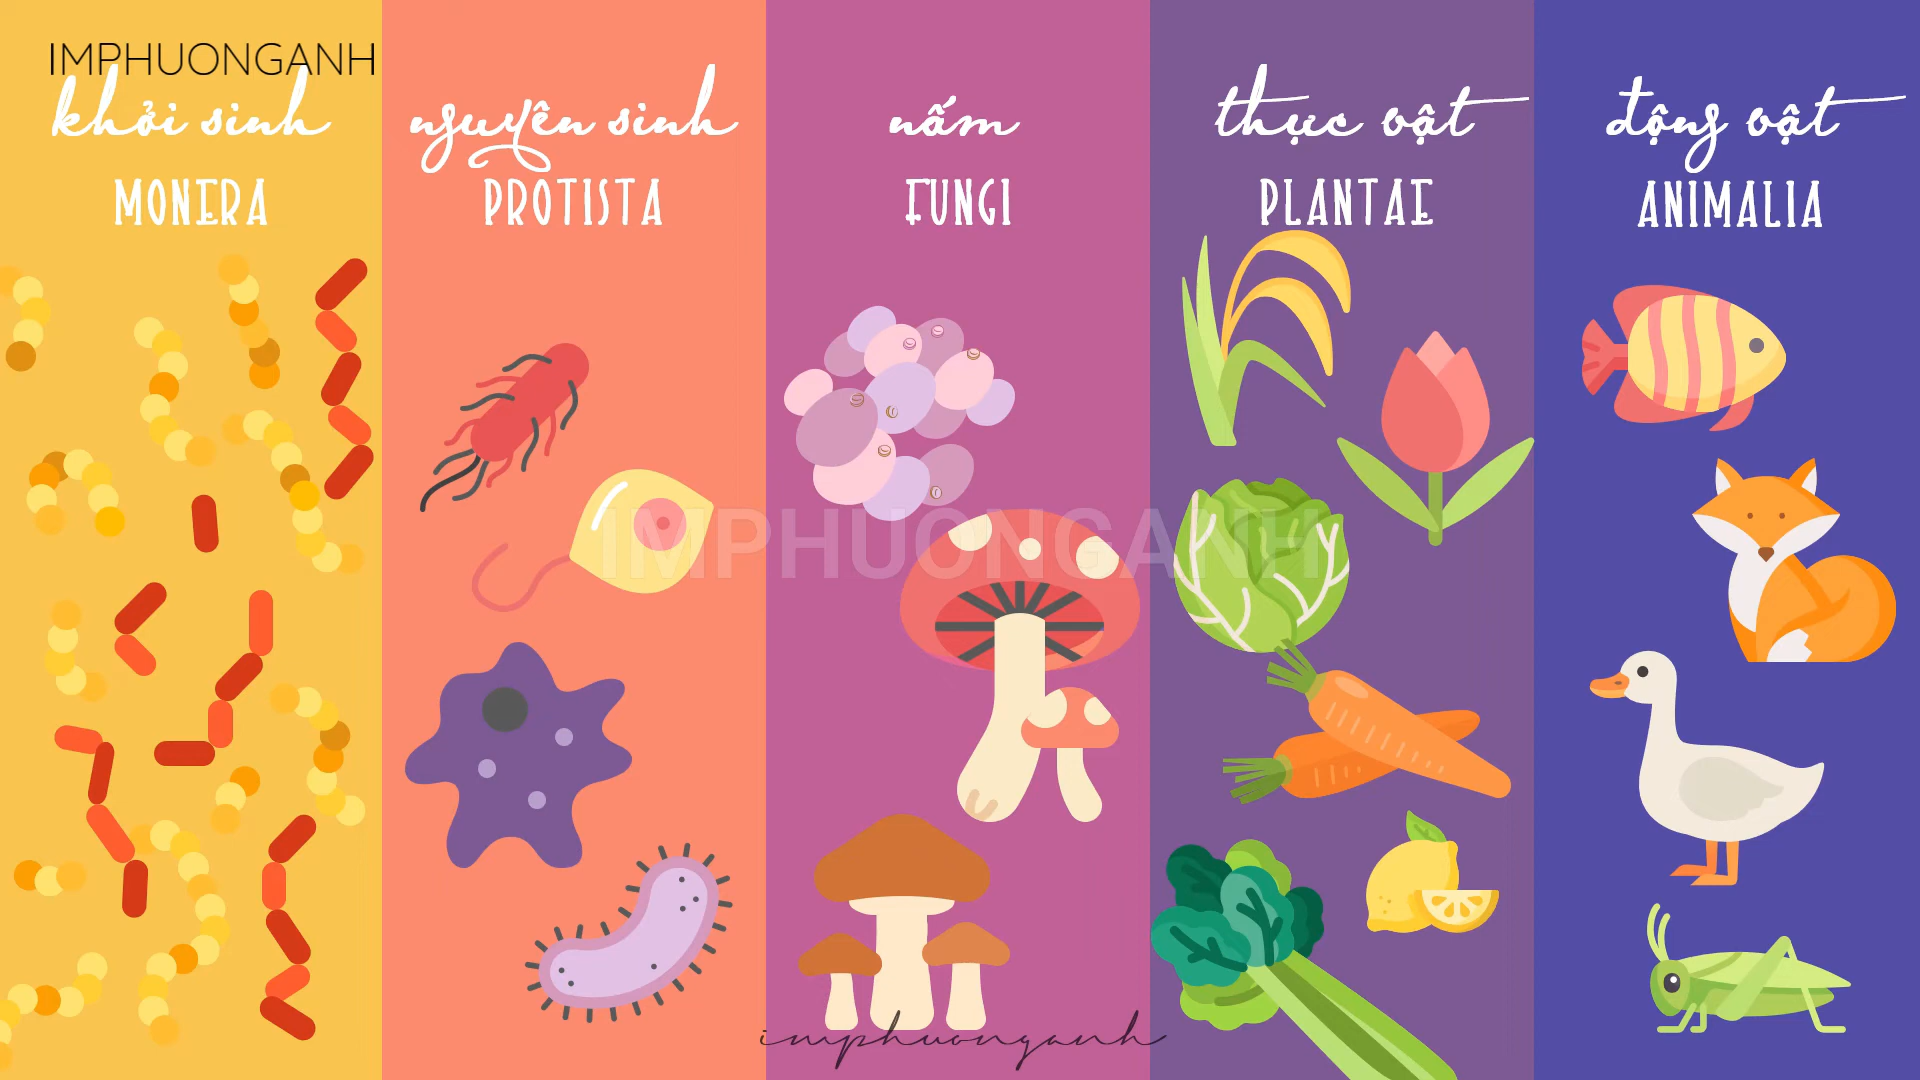 IMPHUONGANH
khởi sinh
MONERA
nguyên sinh
PROTISTA
nấm
FUNGI
thực vật
PLANTAE
động vật
ANIMALIA
IMPHUONGANH
imphuonganh